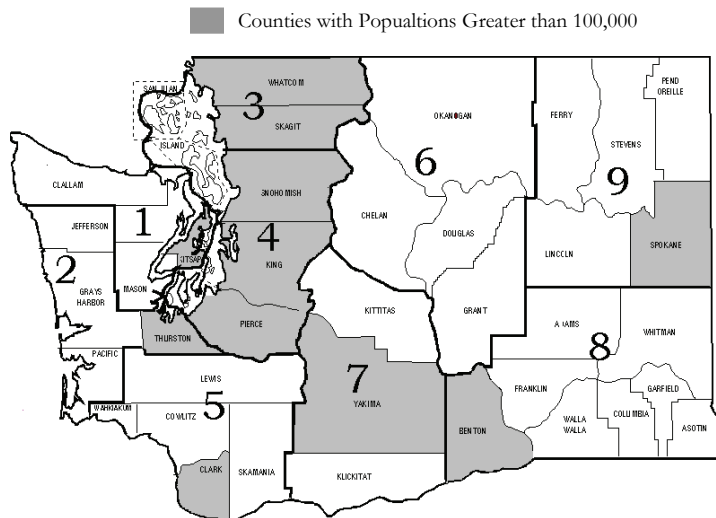 Counties with Popualtions Greater than 100,000
SAN JUAN
WHATCOM
PEND
OREILLE
3
SKAGIT
OKANOGAN
FERRY
STEVENS
ISLAND
6
9
CLALLAM
SNOHOMISH
CHELAN
JEFFERSON
1
4
DOUGLAS
SPOKANE
2
KITSAP
KING
LINCOLN
GRAYS
HARBOR
MASON
KITTITAS
GRANT
PIERCE
ADAMS
WHITMAN
THURSTON
8
PACIFIC
LEWIS
7
FRANKLIN
GARFIELD
WAHKIAKUM
COWLITZ
5
YAKIMA
WALLA
WALLA
COLUMBIA
ASOTIN
BENTON
CLARK
SKAMANIA
KLICKITAT